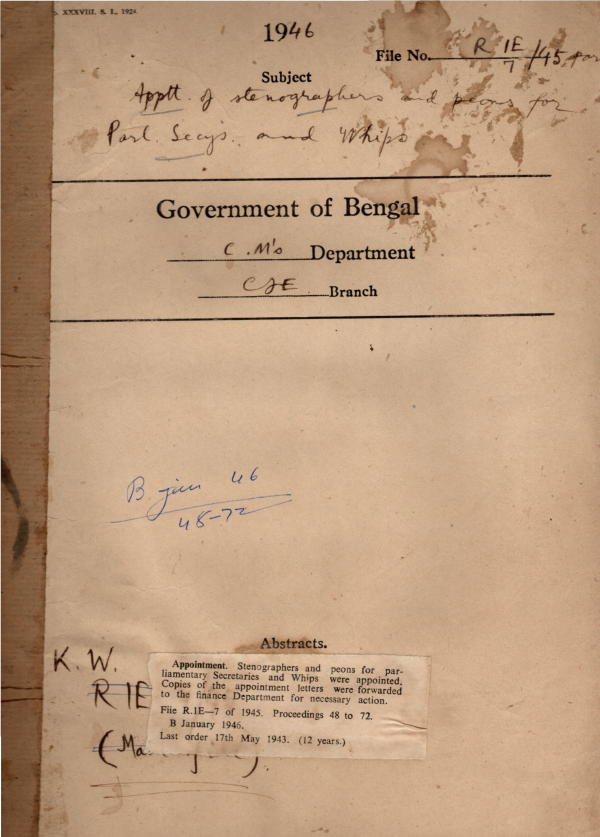 XXXVIII. S. I., 1924.
1946
File No. R 1E/7/45
Subject
Apptt. of stenographers and peons for
Parl. Secys. and Whips
Government of Bengal
C.M's Department
Branch
B. jan 46
48-72
Abstracts.
K. W.
Appointment. Stenographers and peons for par-
liamentary Secretaries and Whips were appointed.
Copies of the appointment letters were forwarded
to the finance Department for necessary action.
R 1E
File R.1E—7 of 1945. Proceedings 48 to 72.
B January 1946.
Last order 17th May 1943. (12 years.)